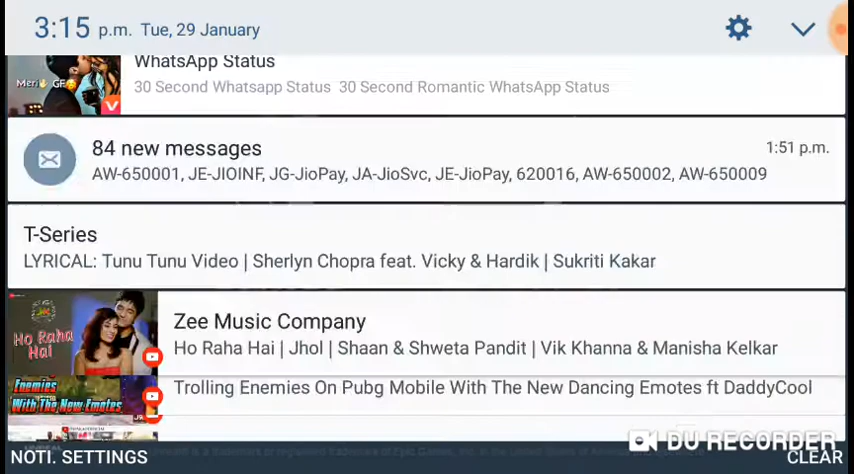 3:15 p.m. Tue, 29 January
WhatsApp Status
Meri GF
30 Second Whatsapp Status 30 Second Romantic WhatsApp Status
84 new messages
1:51 p.m.
AW-650001, JE-JIOINF, JG-JioPay, JA-JioSvc, JE-JioPay, 620016, AW-650002, AW-650009
T-Series
LYRICAL: Tunu Tunu Video | Sherlyn Chopra feat. Vicky & Hardik | Sukriti Kakar
Ho Raha
Hai
Zee Music Company
Ho Raha Hai | Jhol | Shaan & Shweta Pandit | Vik Khanna & Manisha Kelkar
Enemies
With The New Emotes
Trolling Enemies On Pubg Mobile With The New Dancing Emotes ft DaddyCool
DU RECORDER
NOTI. SETTINGS
CLEAR